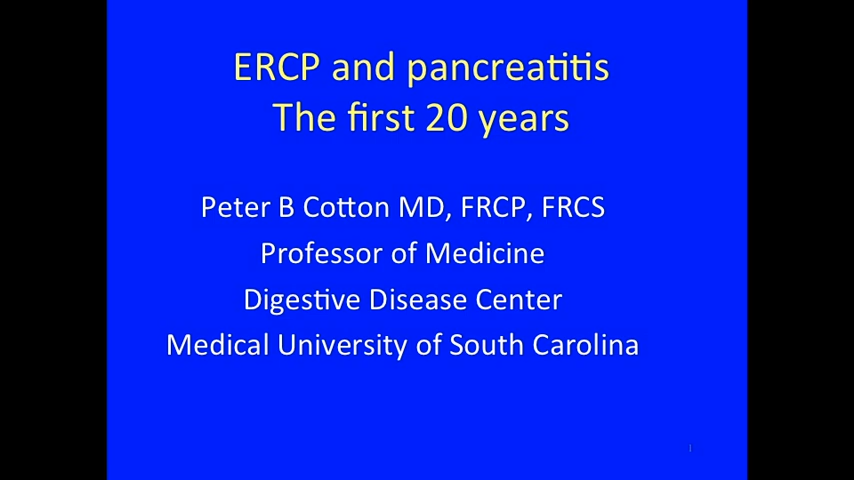 ERCP and pancreatitis
The first 20 years
Peter B Cotton MD, FRCP, FRCS
Professor of Medicine
Digestive Disease Center
Medical University of South Carolina